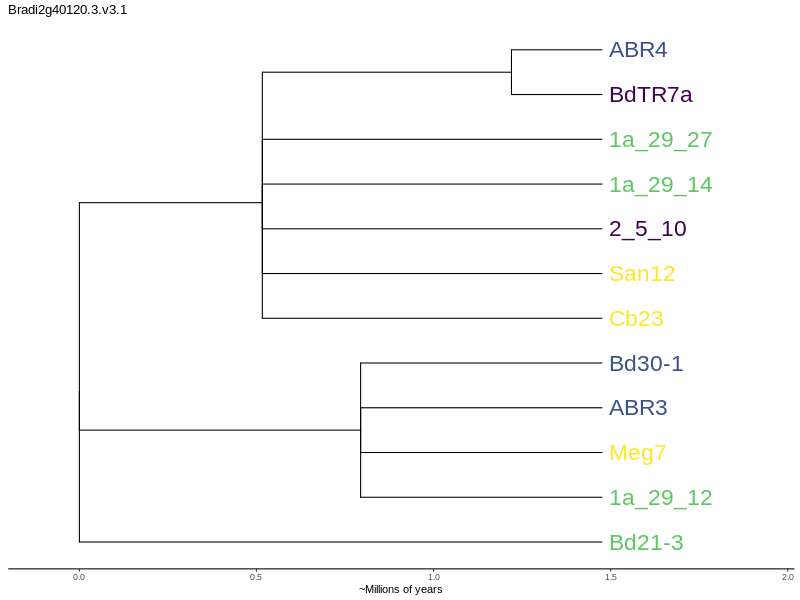 Bradi2g40120.3.v3.1
ABR4
BdTR7a
1a_29_27
1a_29_14
2_5_10
San12
Cb23
Bd30-1
ABR3
Meg7
1a_29_12
Bd21-3
0.0 0.5 1.0 1.5 2.0
~Millions of years